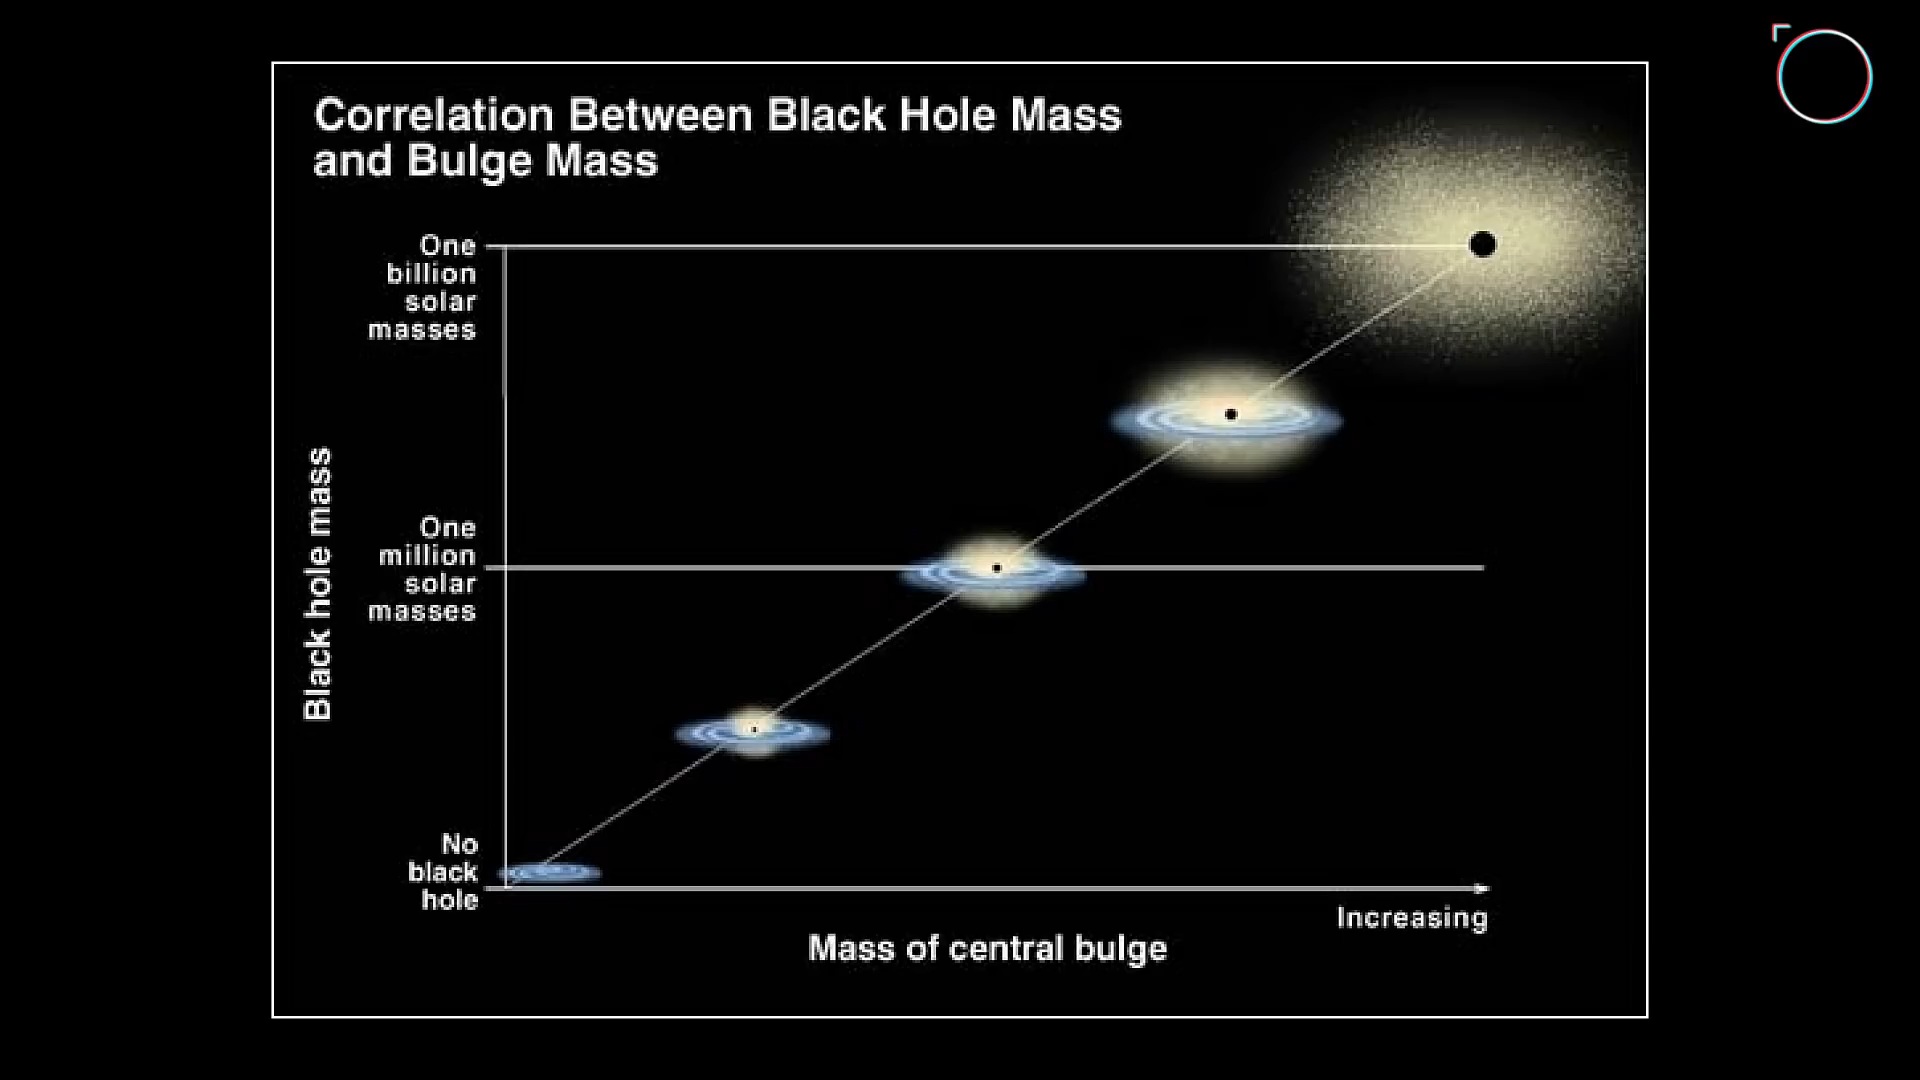 Correlation Between Black Hole Mass
and Bulge Mass
One
billion
solar
masses
Black hole mass
One
million
solar
masses
No
black
hole
Increasing
Mass of central bulge